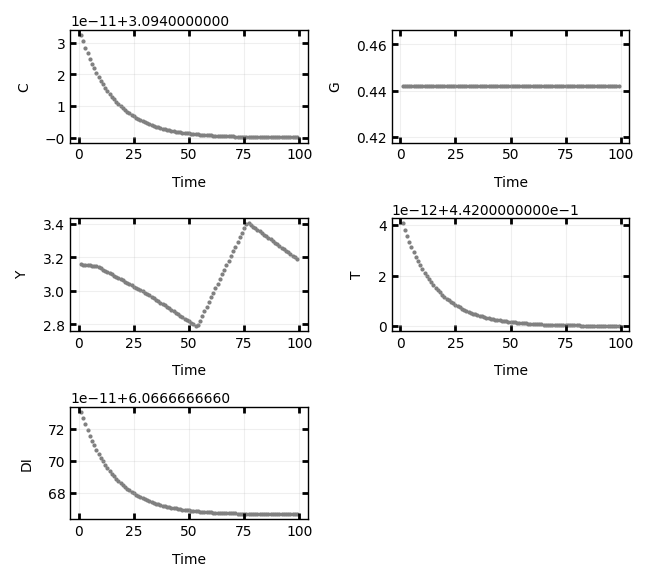 1e-11+3.0940000000
3
2
1
−0
C
0 25 50 75 100
Time
0.46
0.44
0.42
G
0 25 50 75 100
Time
3.4
3.2
3.0
2.8
Y
0 25 50 75 100
Time
1e-12+4.4200000000e-1
4
2
0
T
0 25 50 75 100
Time
1e-11+6.0666666660
72
70
68
DI
0 25 50 75 100
Time